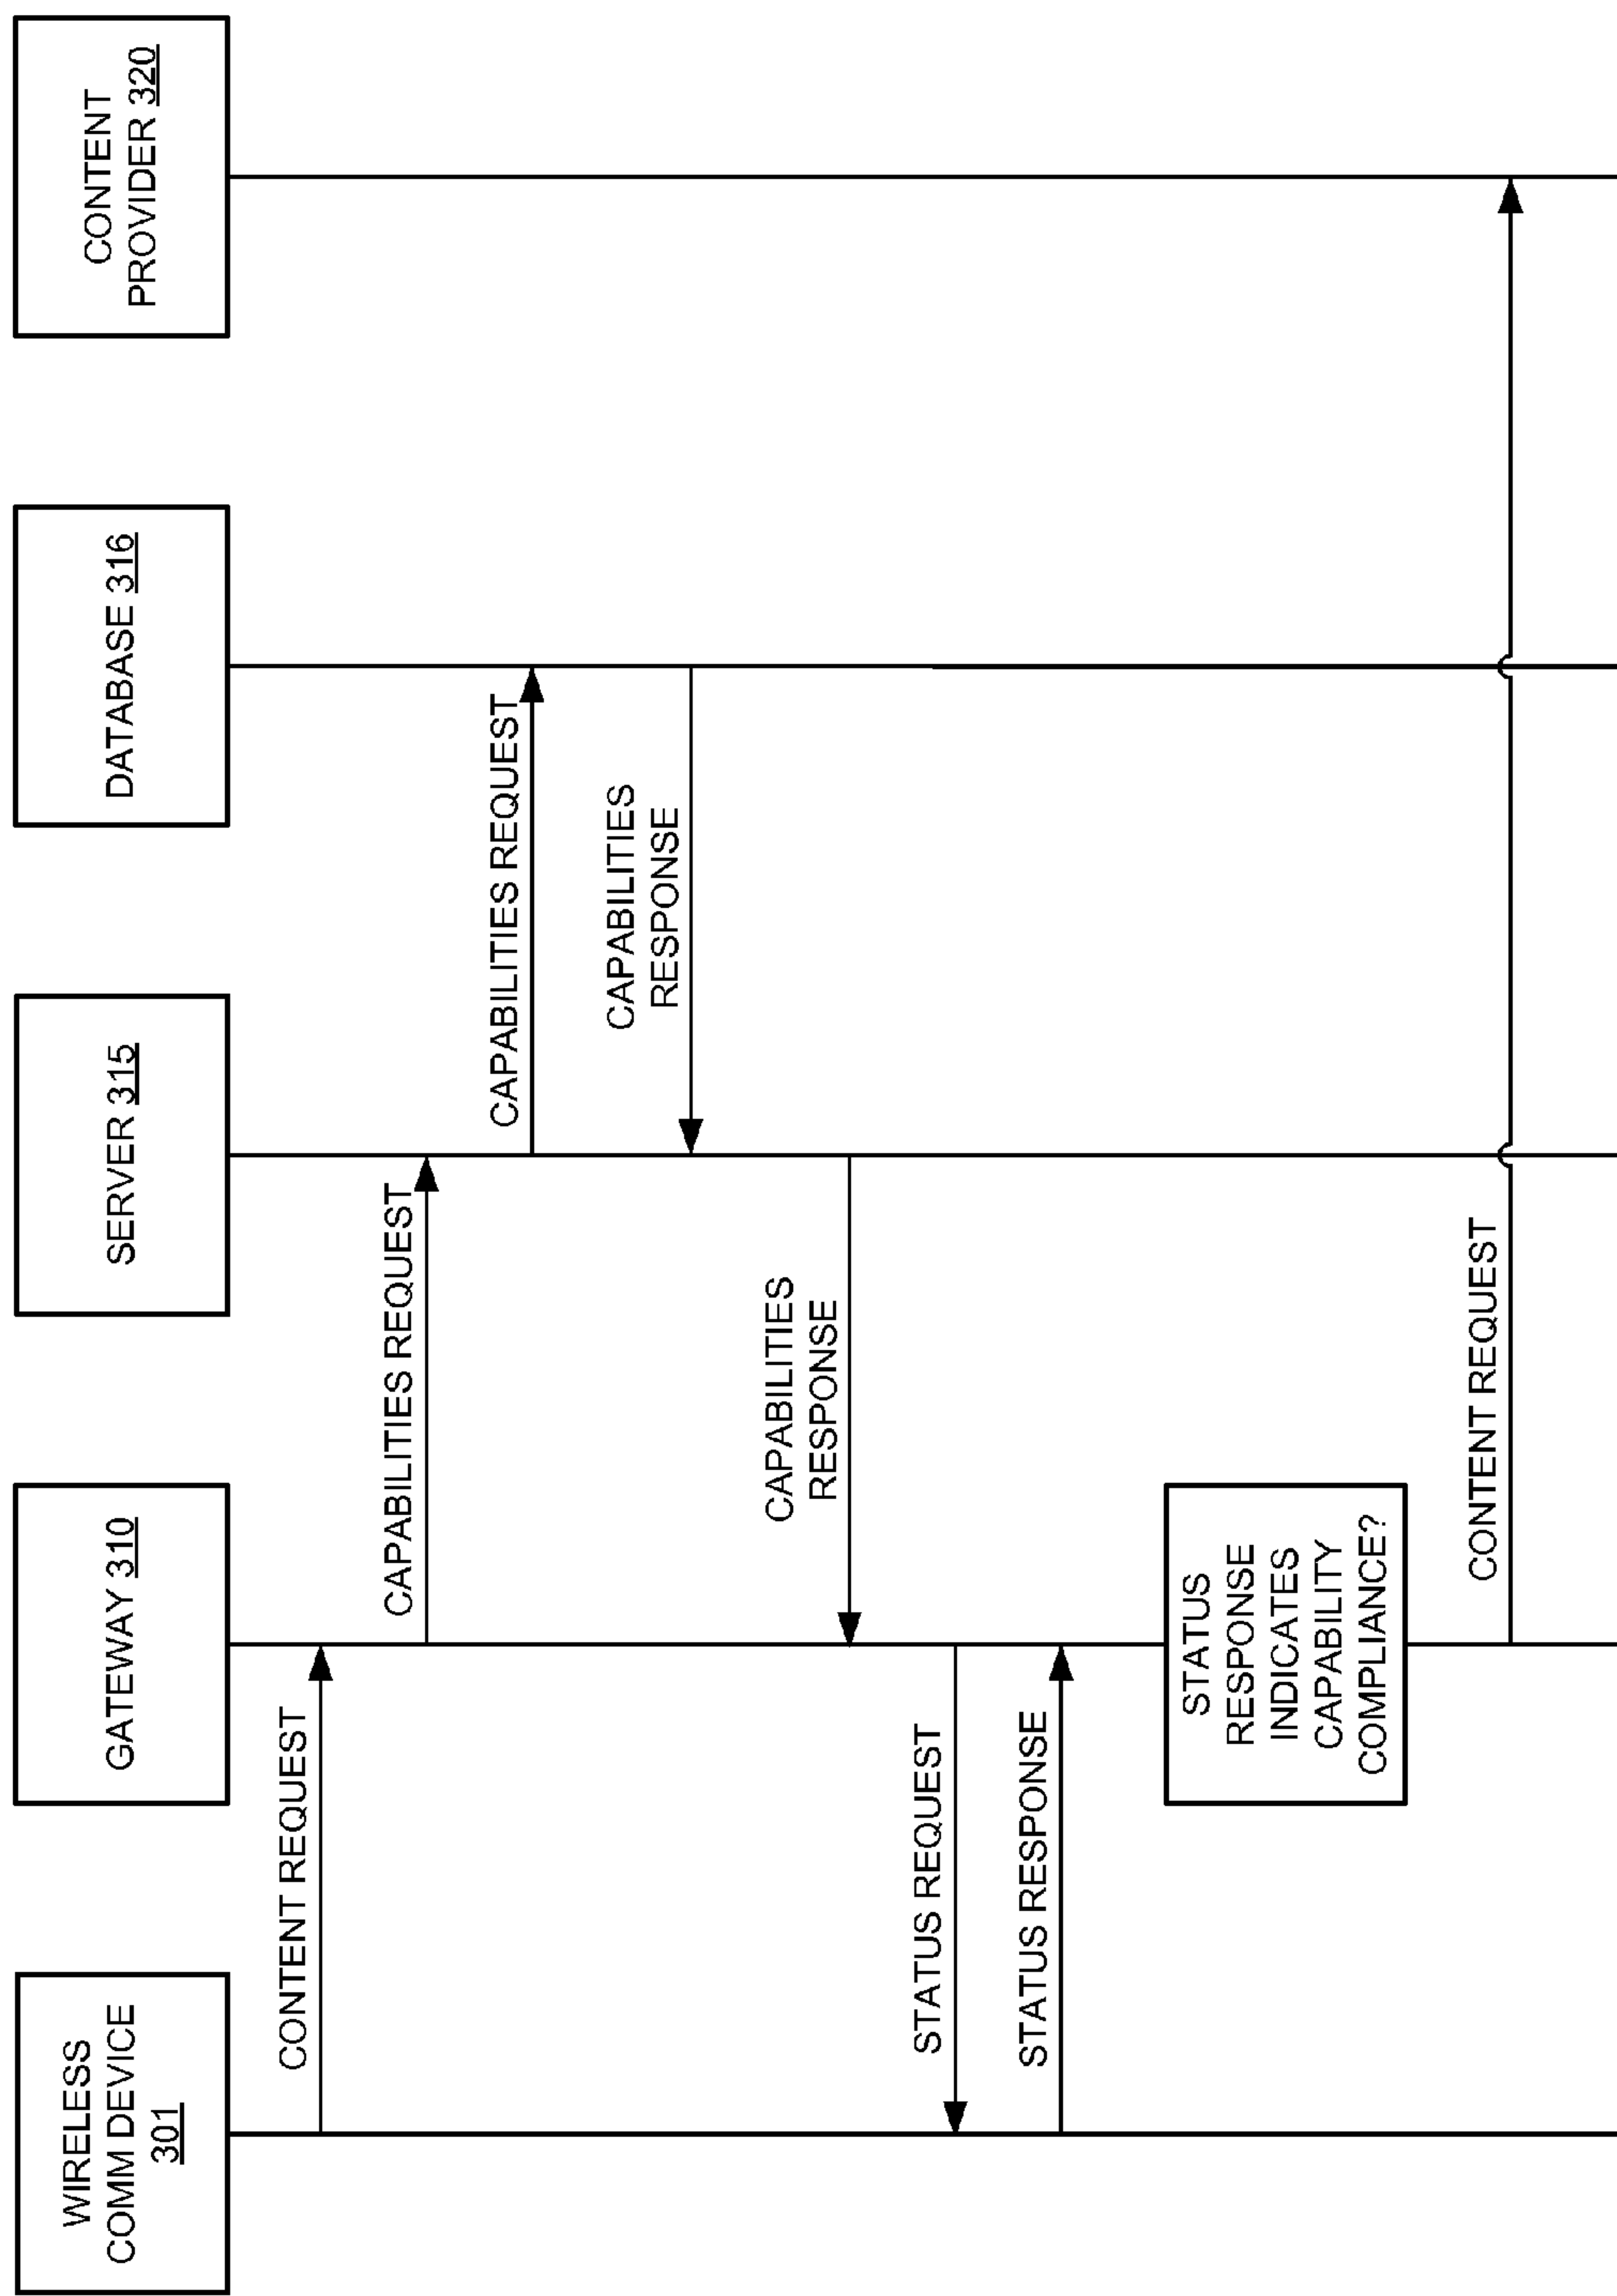 WIRELESS
COMM DEVICE
301
GATEWAY 310
SERVER 315
DATABASE 316
CONTENT
PROVIDER 320
CONTENT REQUEST
CAPABILITIES REQUEST
CAPABILITIES REQUEST
CAPABILITIES
RESPONSE
CAPABILITIES
RESPONSE
STATUS REQUEST
STATUS RESPONSE
STATUS
RESPONSE
INDICATES
CAPABILITY
COMPLIANCE?
CONTENT REQUEST